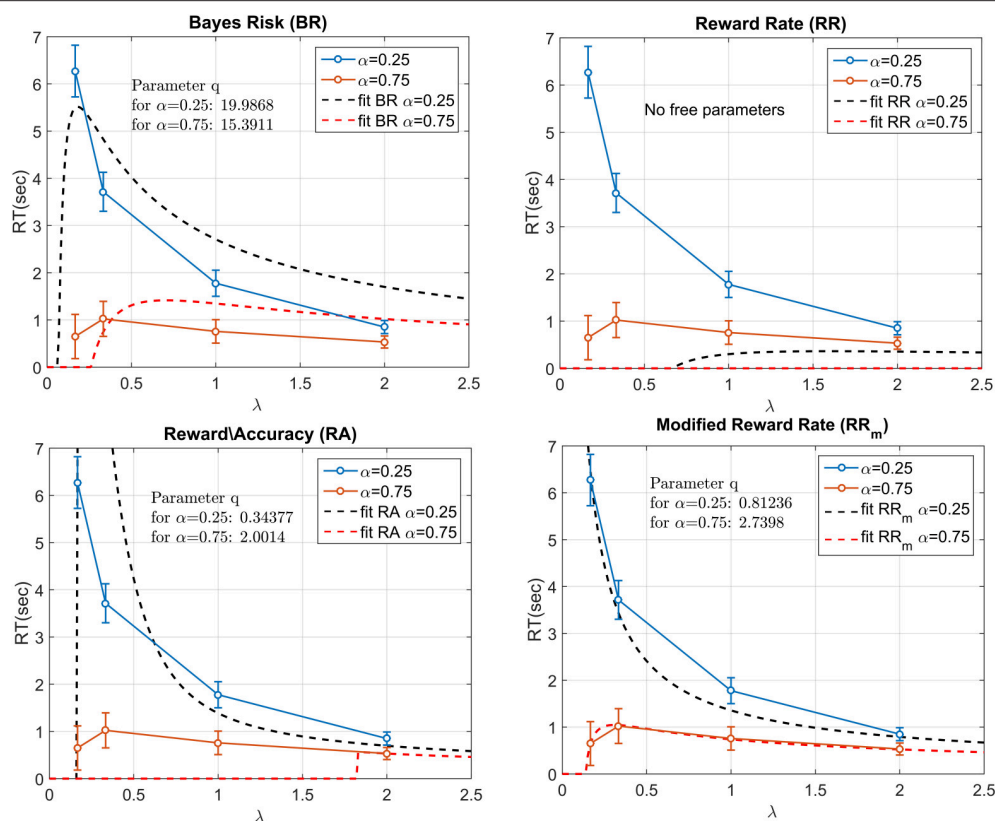 Bayes Risk (BR)
7
6
5
4
3
2
1
0
RT(sec)
Parameter q
for α=0.25: 19.9868
for α=0.75: 15.3911
α=0.25
α=0.75
fit BR α=0.25
fit BR α=0.75
0 0.5 1 1.5 2 2.5
λ
Reward Rate (RR)
7
6
5
4
3
2
1
0
RT(sec)
No free parameters
α=0.25
α=0.75
fit RR α=0.25
fit RR α=0.75
0 0.5 1 1.5 2 2.5
λ
Reward\Accuracy (RA)
7
6
5
4
3
2
1
0
RT(sec)
Parameter q
for α=0.25: 0.34377
for α=0.75: 2.0014
α=0.25
α=0.75
fit RA α=0.25
fit RA α=0.75
0 0.5 1 1.5 2 2.5
λ
Modified Reward Rate (RRm)
7
6
5
4
3
2
1
0
RT(sec)
Parameter q
for α=0.25: 0.81236
for α=0.75: 2.7398
α=0.25
α=0.75
fit RRm α=0.25
fit RRm α=0.75
0 0.5 1 1.5 2 2.5
λ